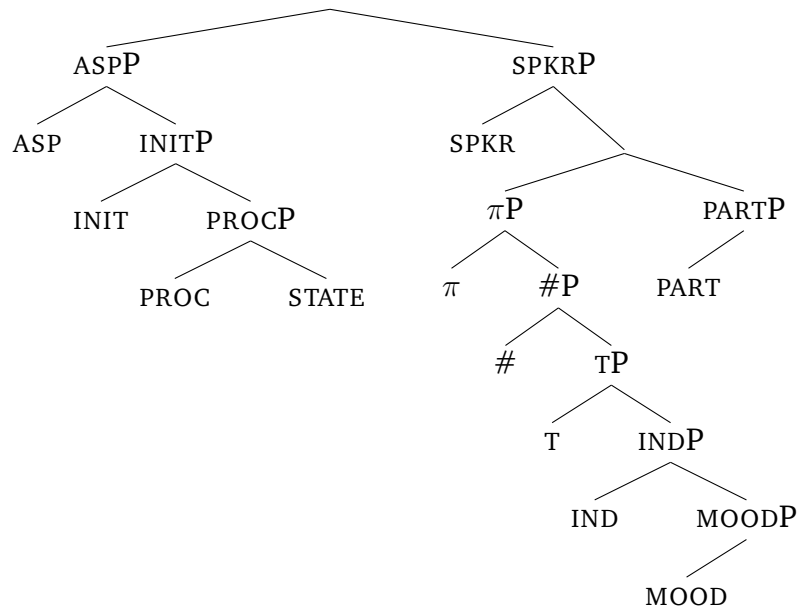 ASPP SPKRP
ASP INITP SPKR
INIT PROCP πP PARTP
PROC STATE π #P PART
# TP
T INDP
IND MOODP
MOOD